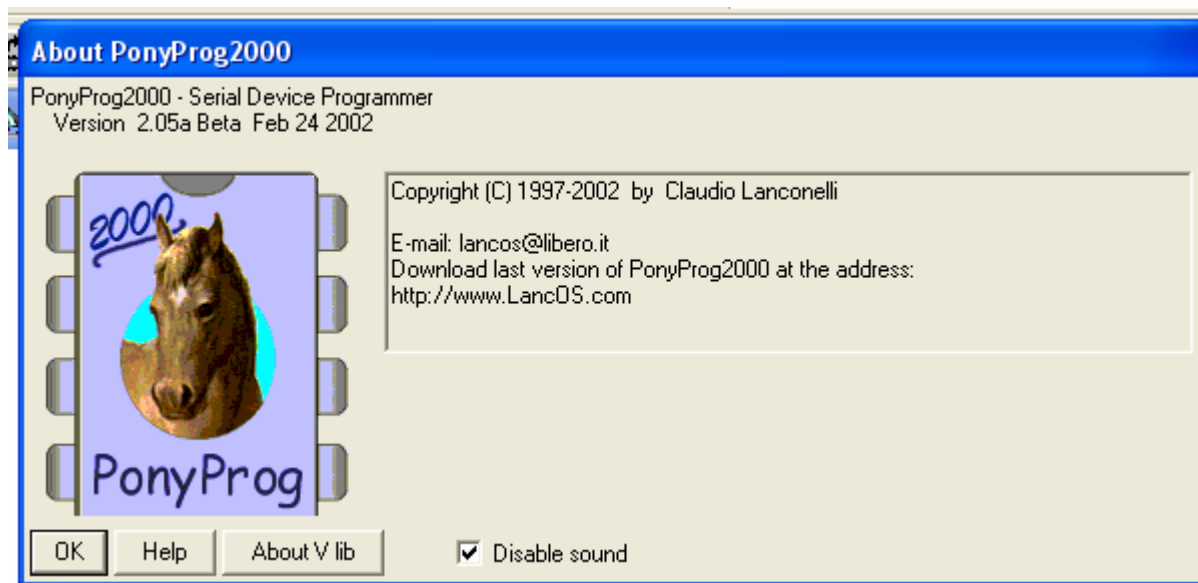 About PonyProg2000
PonyProg2000 - Serial Device Programmer
Version 2.05a Beta Feb 24 2002
2000
PonyProg
Copyright (C) 1997-2002 by Claudio Lanconelli
E-mail: lancos@libero.it
Download last version of PonyProg2000 at the address:
http://www.LancOS.com
OK
Help
About V lib
Disable sound